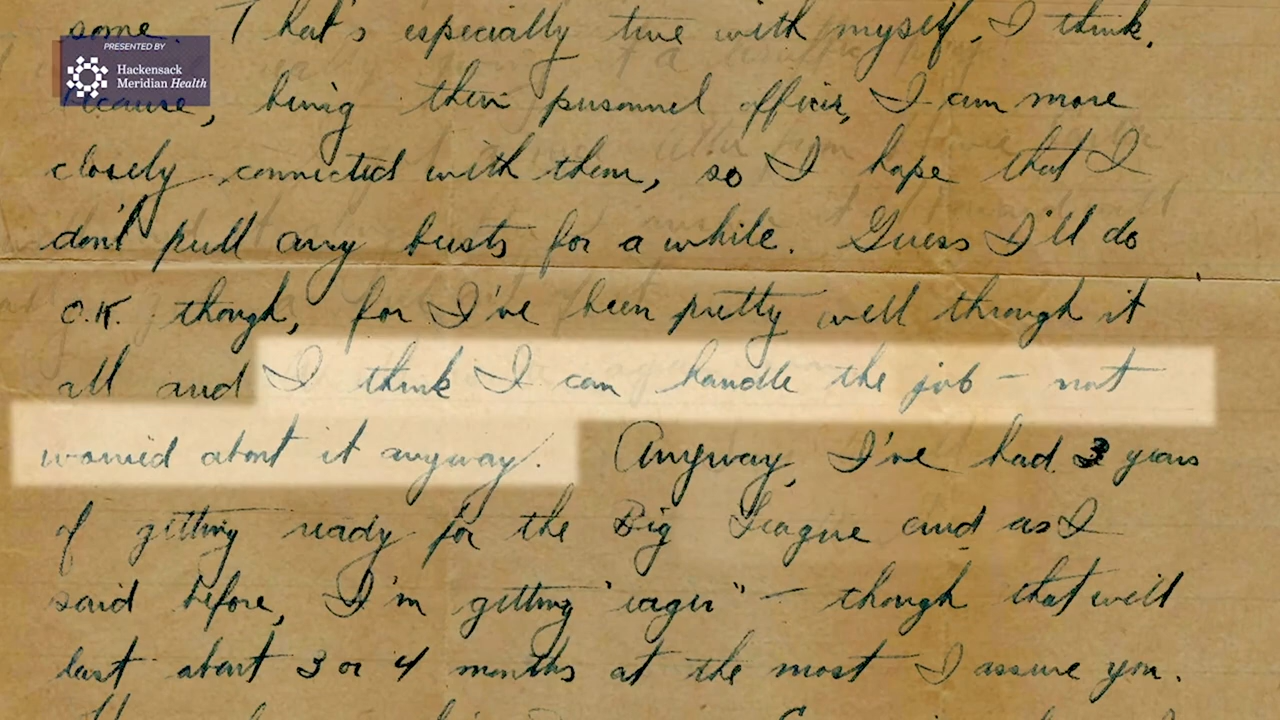 some. That's especially true with myself, I think,
PRESENTED BY
Hackensack
Meridian Health
because, being their personnel officer, I am more
closely connected with them, so I hope that I
don't pull any busts for a while. Guess I'll do
O.K. though, for I've been pretty well through it
all and I think I can handle the job – not
worried about it anyway. Anyway, I've had 3 years
of getting ready for the Big League and as I
said before, I'm getting "eager" – though that will
last about 3 or 4 months at the most I assure you.